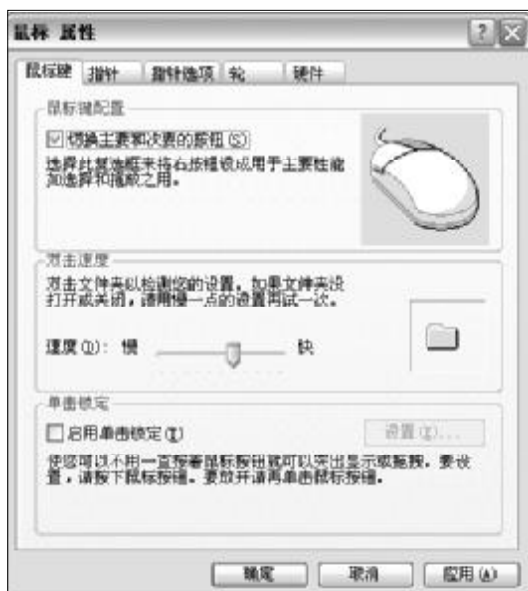 鼠标 属性
鼠标键 指针 指针选项 轮 硬件
鼠标键配置
切换主要和次要的按钮(S)
选择此复选框来将右按钮设成用于主要性能
如选择和拖放之用。
双击速度
双击文件夹以检测您的设置。如果文件夹没
打开或关闭，请用慢一点的设置再试一次。
速度(D)： 慢 快
单击锁定
启用单击锁定(T) 设置(E)...
使您可以不用一直按着鼠标按钮就可以突出显示或拖拽。要设
置，请按下鼠标按钮。要放开请再单击鼠标按钮。
确定 取消 应用(A)